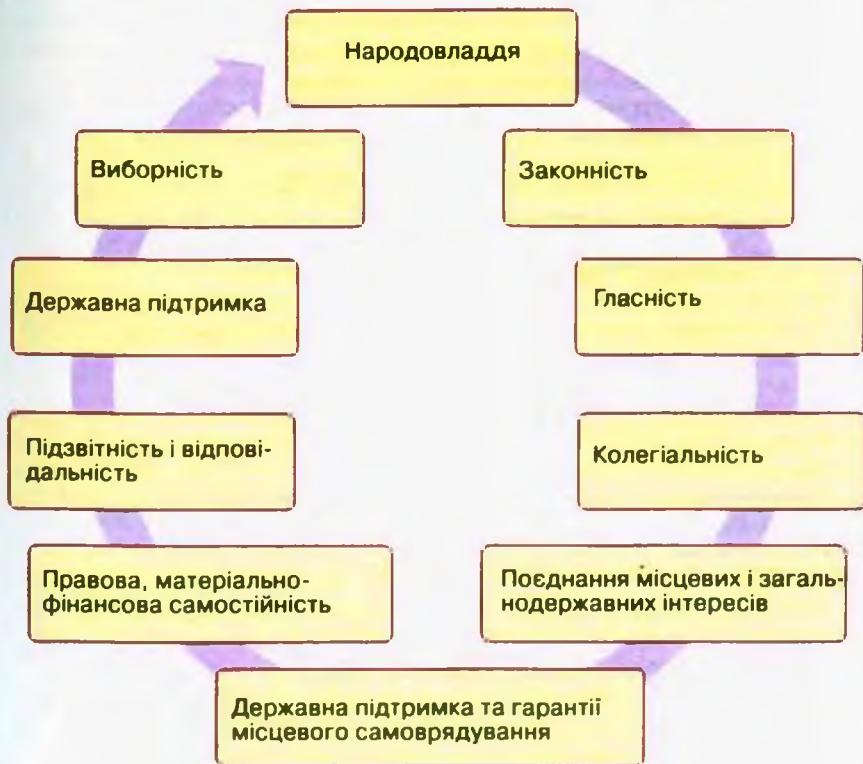 Народовладдя
Виборність
Законність
Державна підтримка
Гласність
Підзвітність і відпові-
дальність
Колегіальність
Правова, матеріально-
фінансова самостійність
Поєднання місцевих і загаль-
нодержавних інтересів
Державна підтримка та гарантії
місцевого самоврядування